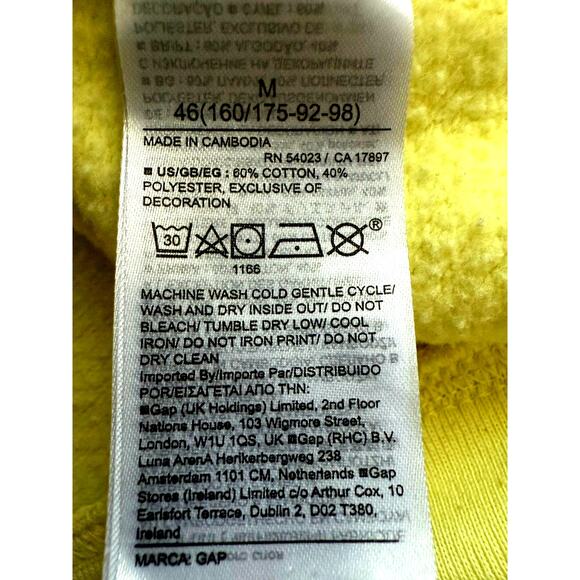 M
46(160/175-92-98)
MADE IN CAMBODIA
RN 54023 / CA 17897
US/GB/EG : 60% COTTON, 40%
POLYESTER, EXCLUSIVE OF
DECORATION
30
®
1166
MACHINE WASH COLD GENTLE CYCLE/
WASH AND DRY INSIDE OUT/ DO NOT
BLEACH/ TUMBLE DRY LOW/ COOL
IRON/ DO NOT IRON PRINT/ DO NOT
DRY CLEAN
Imported By/Importe Par/DISTRIBUIDO
POR/ΕΙΣΑΓΕΤΑΙ ΑΠΟ ΤΗΝ:
Gap (UK Holdings) Limited, 2nd Floor
Nations House, 103 Wigmore Street,
London, W1U 1QS, UK Gap (RHC) B.V.
Luna ArenA Herikerbergweg 238
Amsterdam 1101 CM, Netherlands Gap
Stores (Ireland) Limited c/o Arthur Cox, 10
Earlsfort Terrace, Dublin 2, D02 T380,
Ireland
MARCA: GAP